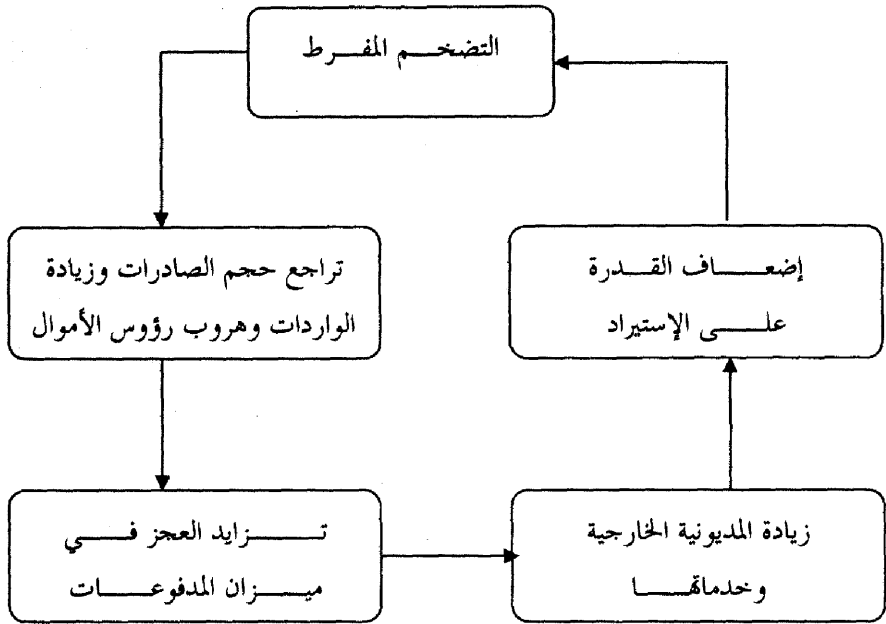 التضخم المفرط
إضعاف القدرة
على الإستيراد
تراجع حجم الصادرات وزيادة
الواردات وهروب رؤوس الأموال
زيادة المديونية الخارجية
وخدماتها
تزايد العجز في
ميزان المدفوعات